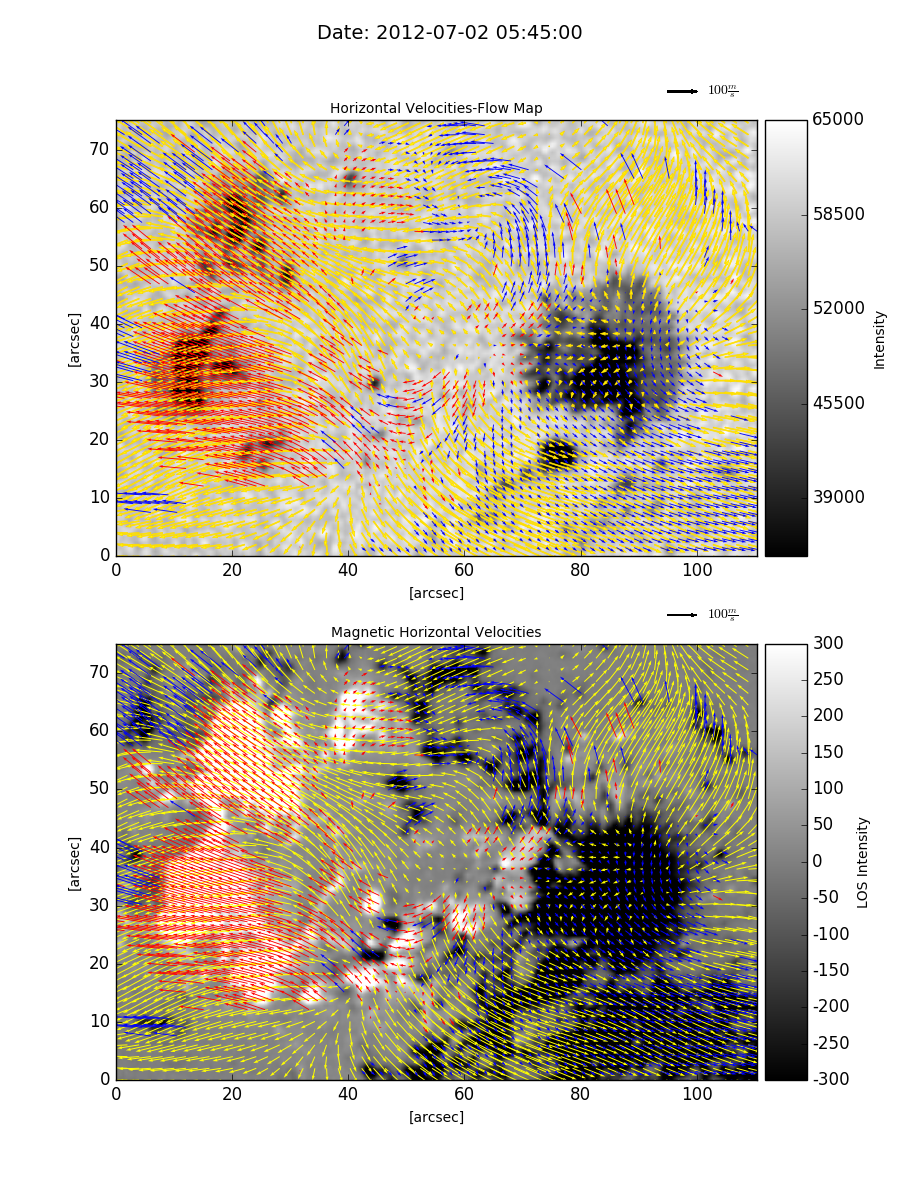 Date: 2012-07-02 05:45:00
100 m/s
Horizontal Velocities-Flow Map
70
60
50
40
30
20
10
0
[arcsec]
0 20 40 60 80 100
[arcsec]
65000
58500
52000
45500
39000
Intensity
100 m/s
Magnetic Horizontal Velocities
70
60
50
40
30
20
10
0
[arcsec]
0 20 40 60 80 100
[arcsec]
300
250
200
150
100
50
0
-50
-100
-150
-200
-250
-300
LOS Intensity